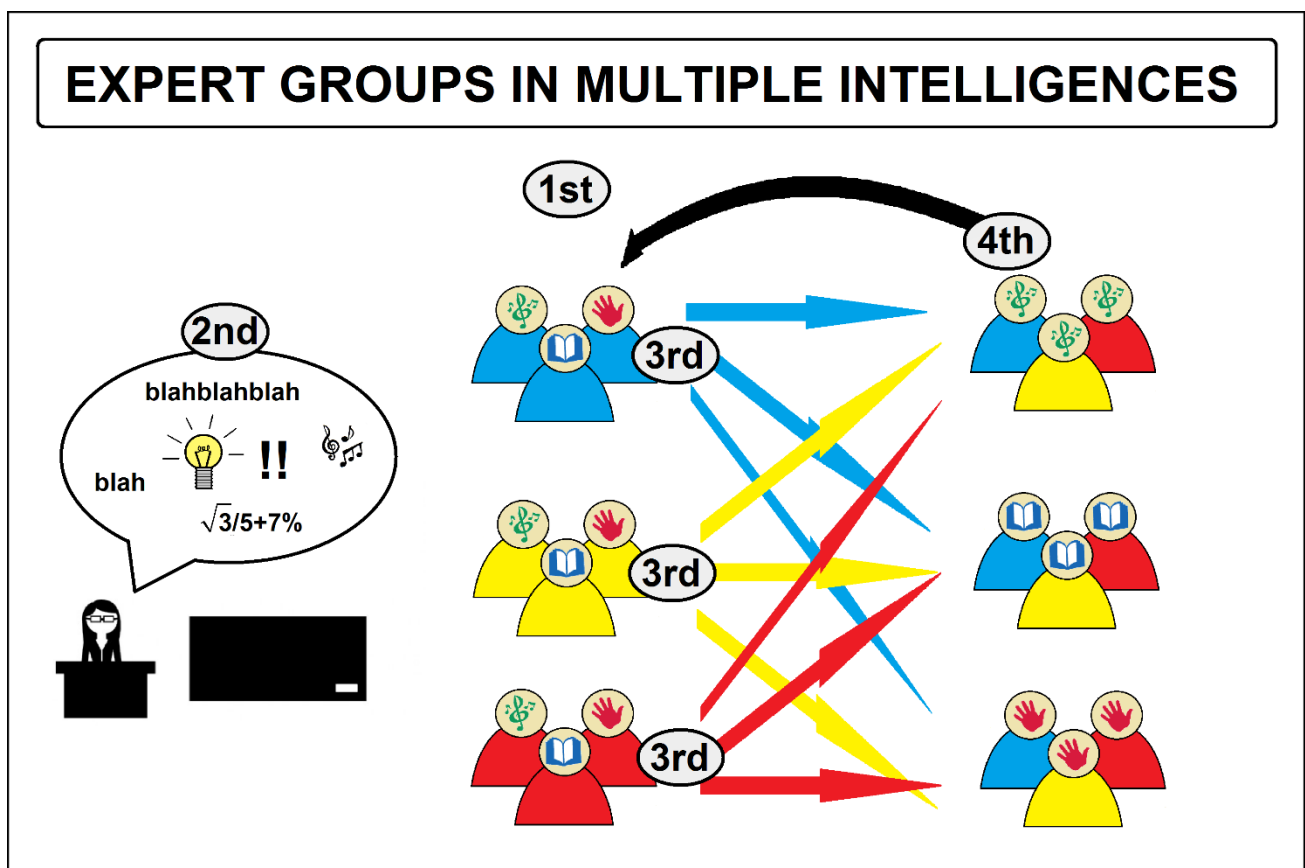 EXPERT GROUPS IN MULTIPLE INTELLIGENCES
1st
4th
2nd
blahblahblah
!!
blah
√3/5+7%
3rd
3rd
3rd